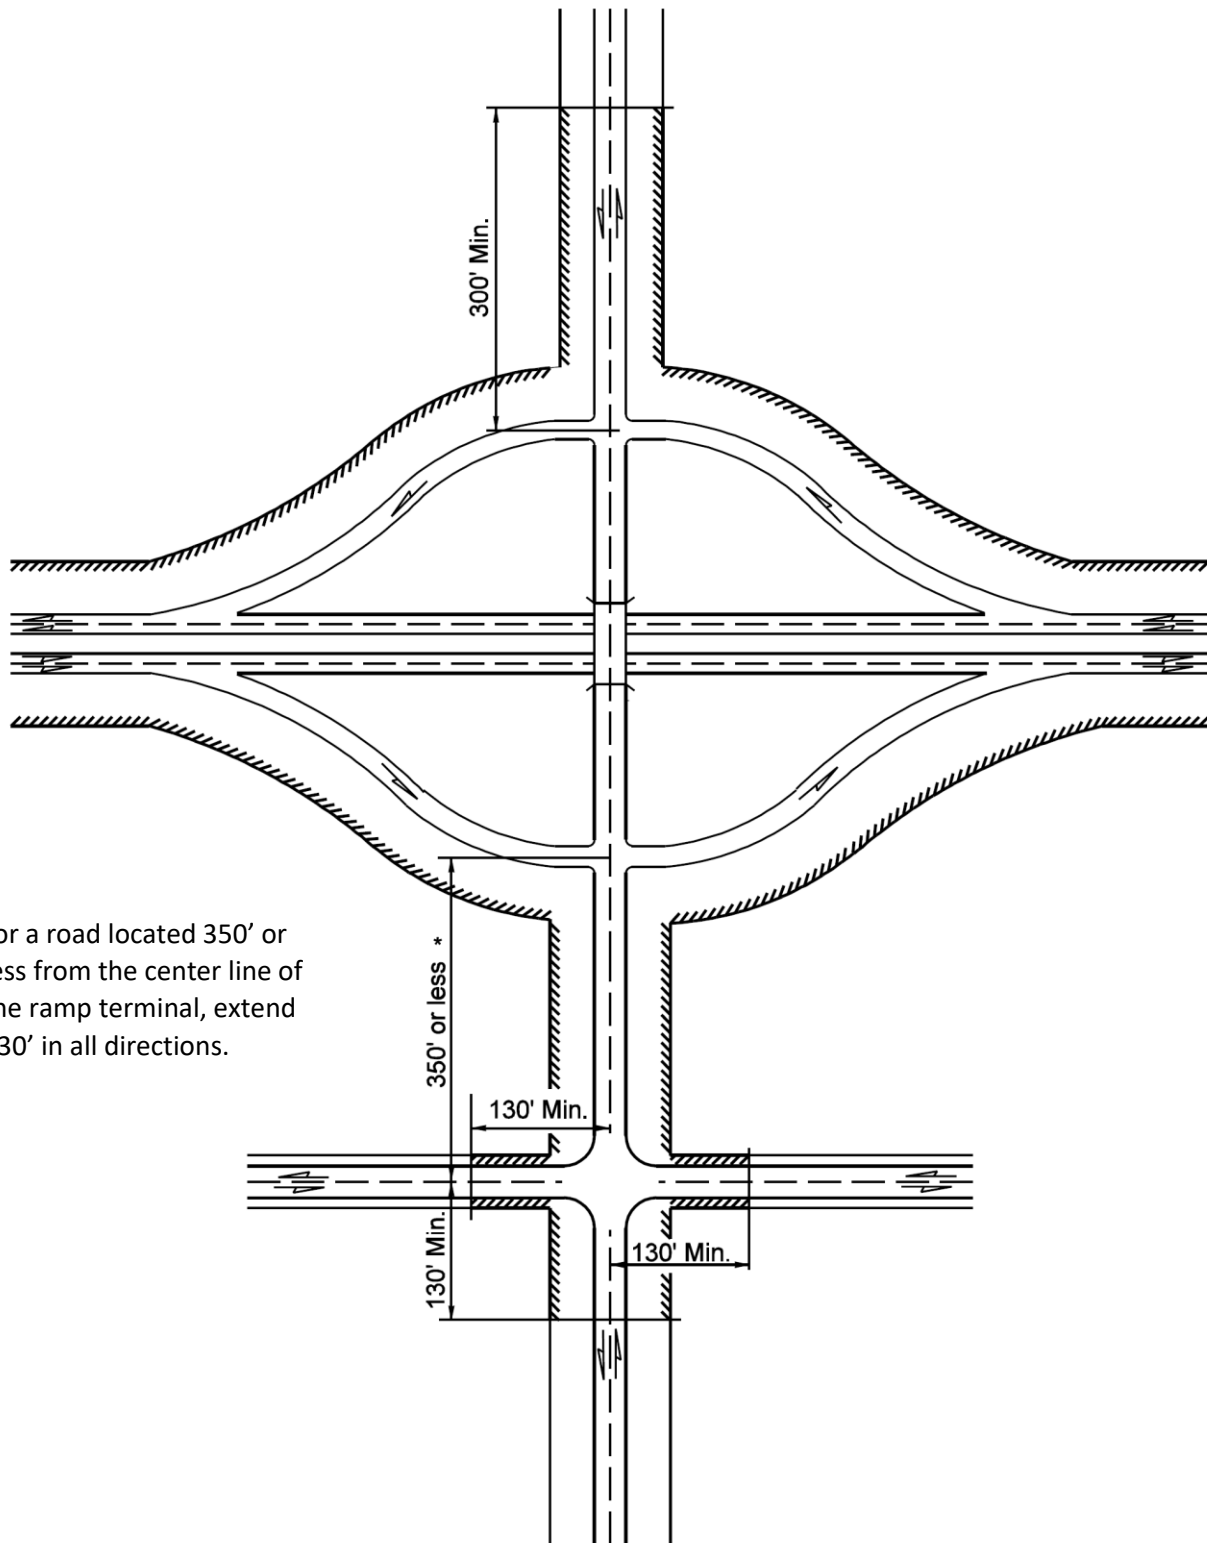 300' Min.
or a road located 350’ or
ess from the center line of
ne ramp terminal, extend
30’ in all directions.
350' or less *
130' Min.
130' Min.
130' Min.